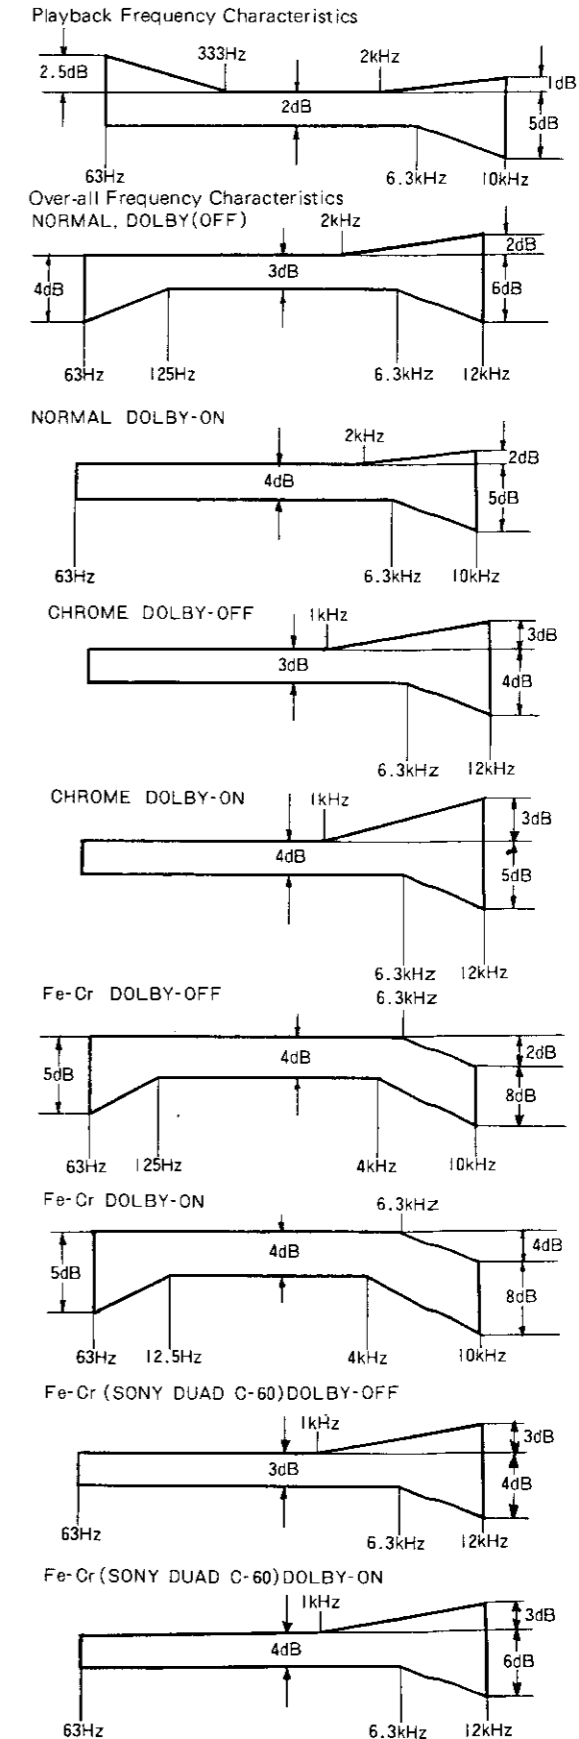 Playback Frequency Characteristics
333Hz
2kHz
2.5dB
1dB
2dB
5dB
63Hz
6.3kHz
10kHz
Over-all Frequency Characteristics
NORMAL, DOLBY(OFF)
2kHz
2dB
3dB
4dB
6dB
63Hz
125Hz
6.3kHz
12kHz
NORMAL DOLBY-ON
2kHz
2dB
4dB
5dB
63Hz
6.3kHz
10kHz
CHROME DOLBY-OFF
1kHz
3dB
3dB
4dB
6.3kHz
12kHz
CHROME DOLBY-ON
1kHz
3dB
4dB
5dB
6.3kHz
12kHz
Fe-Cr DOLBY-OFF
6.3kHz
2dB
4dB
5dB
8dB
63Hz
125Hz
4kHz
10kHz
Fe-Cr DOLBY-ON
6.3kHz
4dB
4dB
5dB
8dB
63Hz
12.5Hz
4kHz
10kHz
Fe-Cr (SONY DUAD C-60)DOLBY-OFF
1kHz
3dB
3dB
4dB
63Hz
6.3kHz
12kHz
Fe-Cr (SONY DUAD C-60)DOLBY-ON
1kHz
3dB
4dB
6dB
63Hz
6.3kHz
12kHz